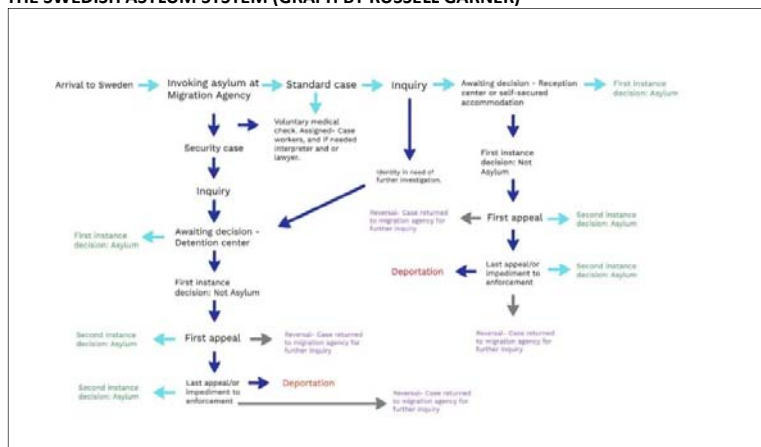 THE SWEDISH ASYLUM SYSTEM (GRAPH BY RUSSELL GARNER)
Arrival to Sweden
Invoking asylum at
Migration Agency
Standard case
Inquiry
Awaiting decision - Reception
center or self-secured
accommodation
First instance
decision: Asylum
Voluntary medical
check. Assigned- Case
workers, and if needed
interpreter and or
lawyer.
Security case
Inquiry
Identity in need of
further investigation.
First instance
decision: Not
Asylum
First instance
decision: Asylum
Awaiting decision -
Detention center
Reversal- Case returned
to migration agency for
further inquiry
First appeal
Second instance
decision: Asylum
First instance
decision: Not Asylum
Deportation
Last appeal/or
impediment to
enforcement
Second instance
decision: Asylum
Second instance
decision: Asylum
First appeal
Reversal- Case returned
to migration agency for
further inquiry
Reversal- Case returned
to migration agency for
further inquiry
Second instance
decision: Asylum
Last appeal/or
impediment to
enforcement
Deportation
Reversal- Case returned
to migration agency for
further inquiry